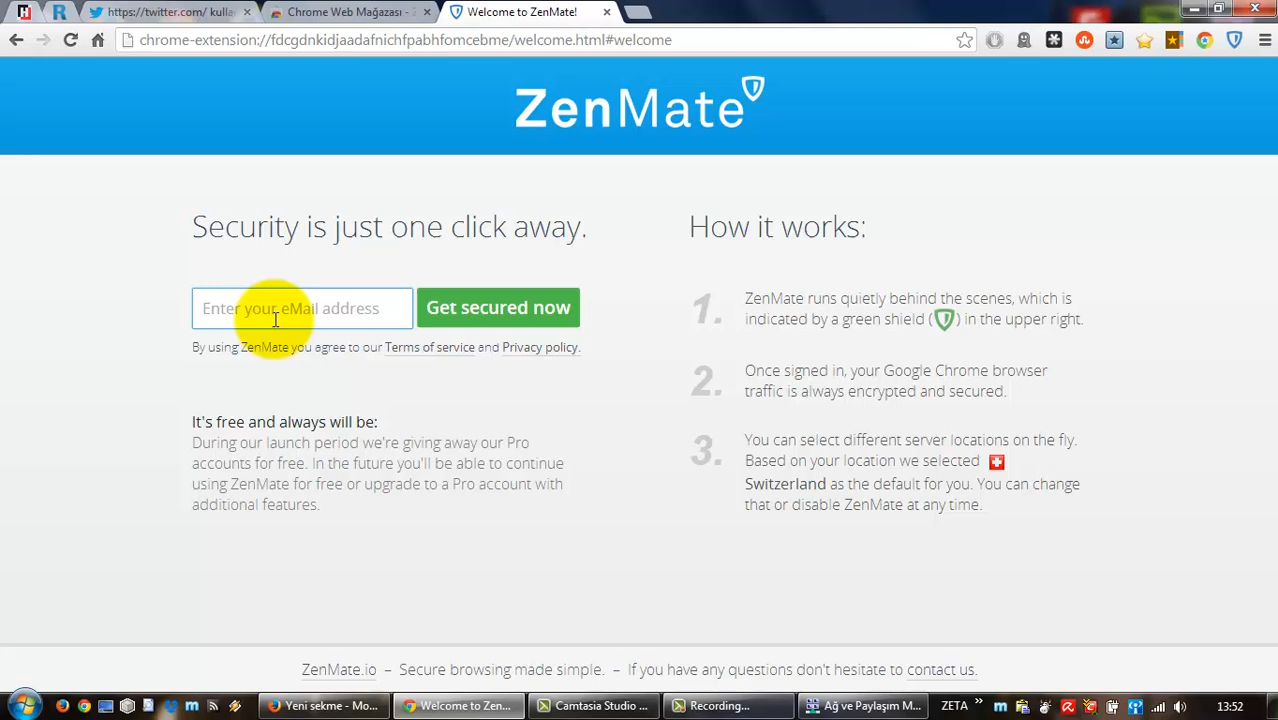 https://twitter.com/ kulla
Chrome Web Mağazası - Z
Welcome to ZenMate!
chrome-extension://fdcgdnkidjaadafnichfpabhfomcebme/welcome.html#welcome
ZenMate
Security is just one click away.
Enter your eMail address
Get secured now
By using ZenMate you agree to our Terms of service and Privacy policy.
It's free and always will be:
During our launch period we're giving away our Pro
accounts for free. In the future you'll be able to continue
using ZenMate for free or upgrade to a Pro account with
additional features.
How it works:
1.
ZenMate runs quietly behind the scenes, which is
indicated by a green shield ( ) in the upper right.
2.
Once signed in, your Google Chrome browser
traffic is always encrypted and secured.
3.
You can select different server locations on the fly.
Based on your location we selected
Switzerland as the default for you. You can change
that or disable ZenMate at any time.
ZenMate.io – Secure browsing made simple. – If you have any questions don't hesitate to contact us.
Yeni sekme - Mo...
Welcome to Zen...
Camtasia Studio ...
Recording...
Ağ ve Paylaşım M...
ZETA
13:52